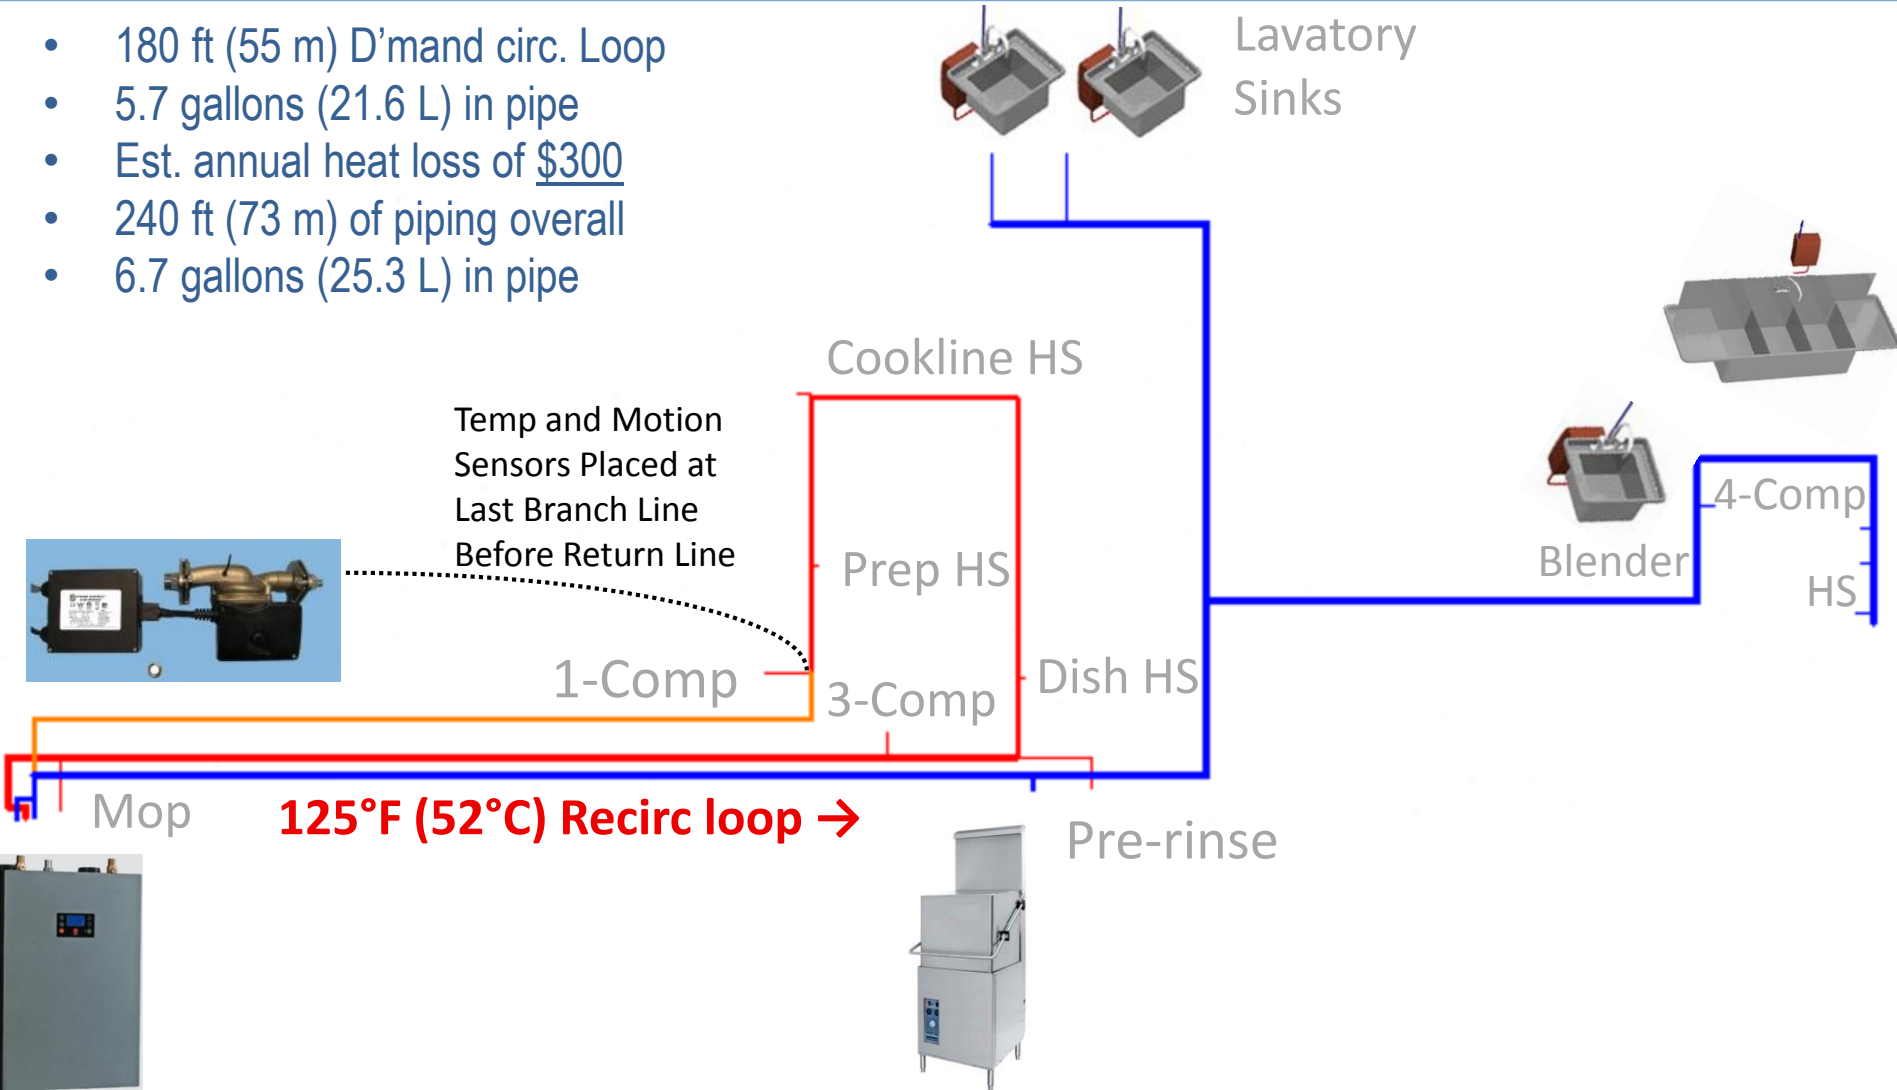 • 180 ft (55 m) D’mand circ. Loop
• 5.7 gallons (21.6 L) in pipe
• Est. annual heat loss of $300
• 240 ft (73 m) of piping overall
• 6.7 gallons (25.3 L) in pipe
Lavatory
Sinks
Cookline HS
Temp and Motion
Sensors Placed at
Last Branch Line
Before Return Line
Prep HS
4-Comp
Blender
HS
1-Comp
3-Comp
Dish HS
Mop
125°F (52°C) Recirc loop →
Pre-rinse